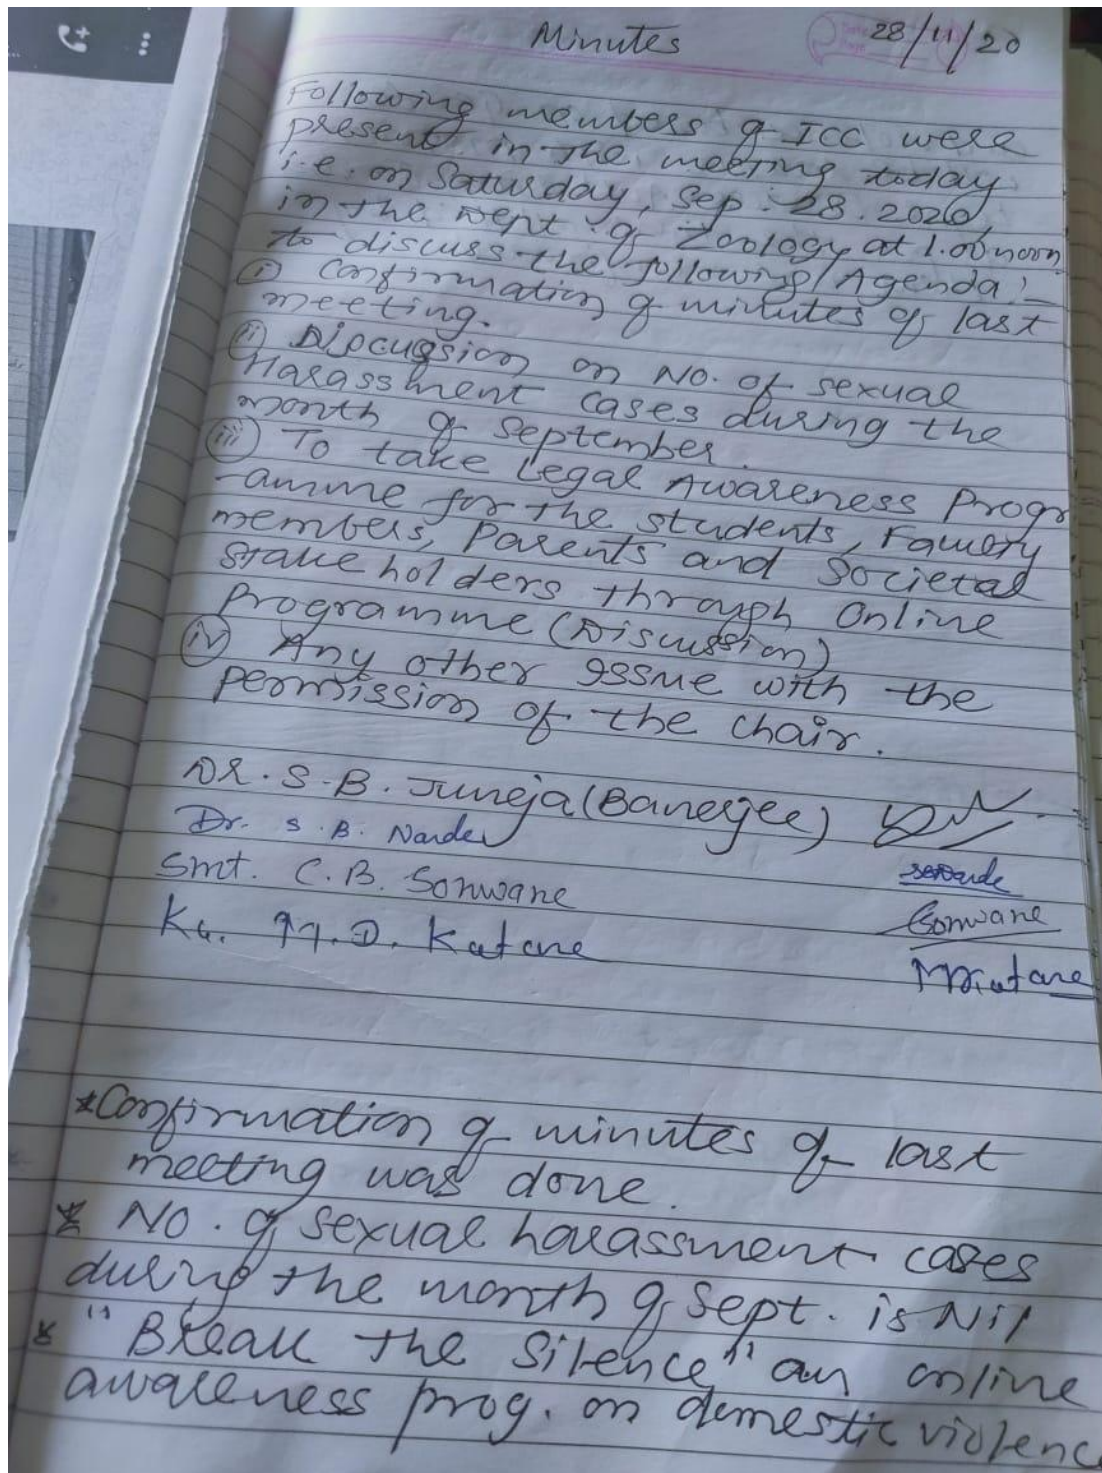 Minutes
28/11/20
Following members of ICC were
present in the meeting today
i.e. on Saturday, Sep. 28. 2020,
in the Dept. of Zoology at 1.00 noon
to discuss the following Agenda:-
(i) Confirmation of minutes of last
meeting.
(ii) Discussion on No. of sexual
Harassment cases during the
month of September.
(iii) To take Legal Awareness Progr
-amme for the students, Faculty
members, Parents and Societal
stake holders through Online
Programme (Discussion)
(iv) Any other issue with the
permission of the chair.
DR. S. B. Juneja (Banerjee)
Dr. S. B. Narde
Smt. C. B. Sonwane
Sonwane
Ku. M. D. Katare
MDKatare
*Confirmation of minutes of last
meeting was done.
* No. of sexual harassment cases
during the month of Sept. is Nil
* "Break the Silence" an online
awareness prog. on domestic violenc